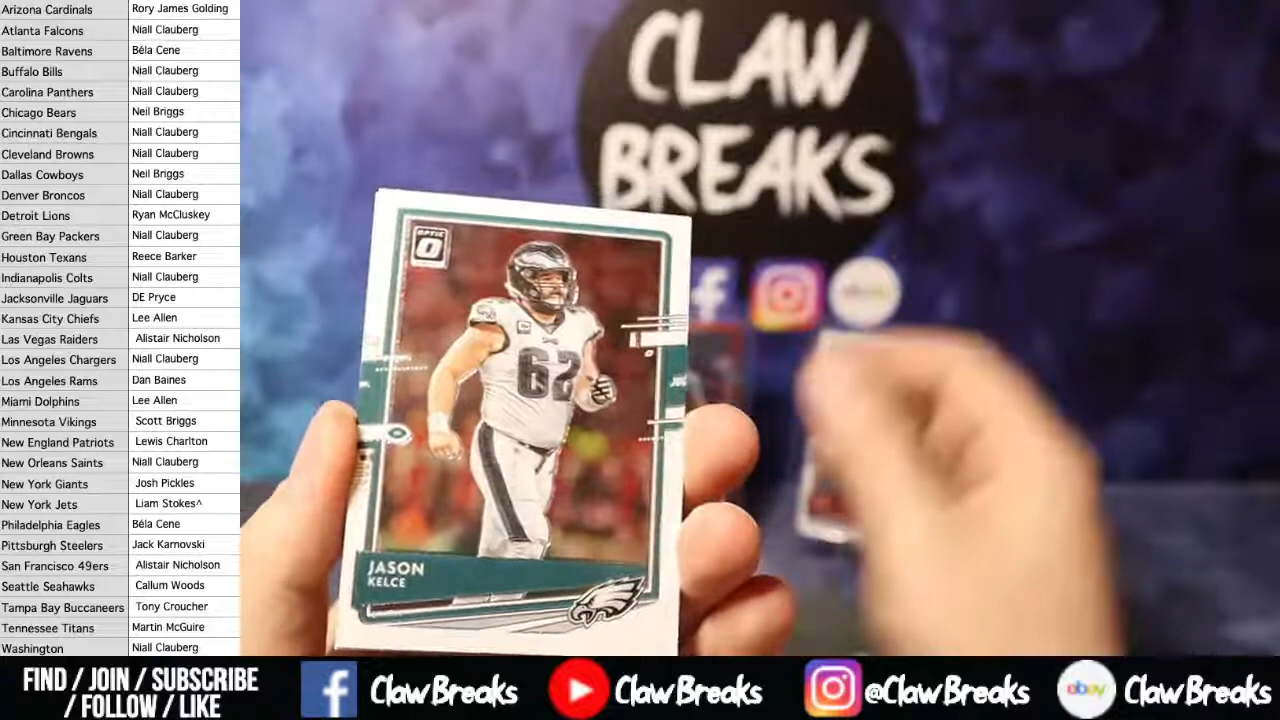 Arizona Cardinals Rory James Golding
Atlanta Falcons Niall Clauberg
Baltimore Ravens Béla Cene
Buffalo Bills Niall Clauberg
Carolina Panthers Niall Clauberg
Chicago Bears Neil Briggs
Cincinnati Bengals Niall Clauberg
Cleveland Browns Niall Clauberg
Dallas Cowboys Neil Briggs
Denver Broncos Niall Clauberg
Detroit Lions Ryan McCluskey
Green Bay Packers Niall Clauberg
Houston Texans Reece Barker
Indianapolis Colts Niall Clauberg
Jacksonville Jaguars DE Pryce
Kansas City Chiefs Lee Allen
Las Vegas Raiders Alistair Nicholson
Los Angeles Chargers Niall Clauberg
Los Angeles Rams Dan Baines
Miami Dolphins Lee Allen
Minnesota Vikings Scott Briggs
New England Patriots Lewis Charlton
New Orleans Saints Niall Clauberg
New York Giants Josh Pickles
New York Jets Liam Stokes^
Philadelphia Eagles Béla Cene
Pittsburgh Steelers Jack Karnovski
San Francisco 49ers Alistair Nicholson
Seattle Seahawks Callum Woods
Tampa Bay Buccaneers Tony Croucher
Tennessee Titans Martin McGuire
Washington Niall Clauberg
CLAW
BREAKS
OPTIC
62
JASON
KELCE
FIND / JOIN / SUBSCRIBE
/ FOLLOW / LIKE
ClawBreaks
ClawBreaks
@ClawBreaks
ebay
ClawBreaks